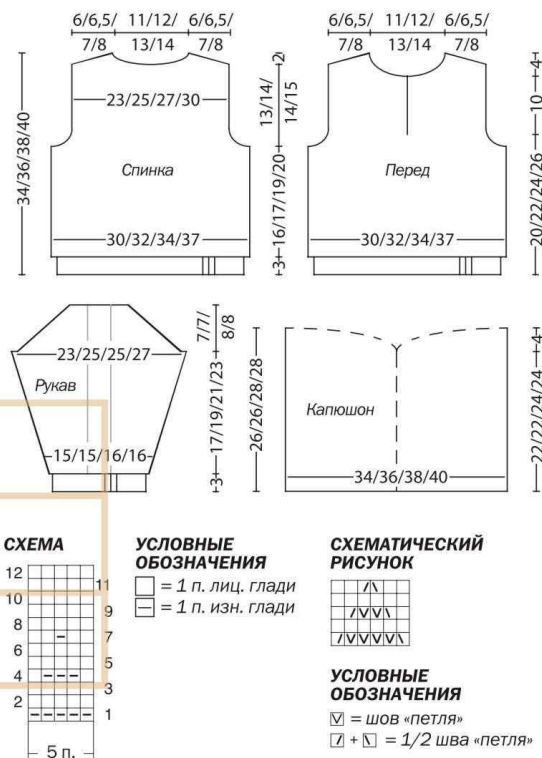 6/6,5/ 11/12/ 6/6,5/
7/8 13/14 7/8
34/36/38/40
23/25/27/30
Спинка
30/32/34/37
2
13/14/
14/15
16/17/19/20
3
6/6,5/ 11/12/ 6/6,5/
7/8 13/14 7/8
Перед
30/32/34/37
4
10
20/22/24/26
23/25/25/27
Рукав
15/15/16/16
7/7/
8/8
17/19/21/23
3
26/26/28/28
Капюшон
34/36/38/40
4
22/22/24/24
СХЕМА
12
11
10
9
8
7
6
5
4
3
2
1
5 п.
УСЛОВНЫЕ
ОБОЗНАЧЕНИЯ
= 1 п. лиц. глади
= 1 п. изн. глади
СХЕМАТИЧЕСКИЙ
РИСУНОК
УСЛОВНЫЕ
ОБОЗНАЧЕНИЯ
= шов «петля»
+ = 1/2 шва «петля»